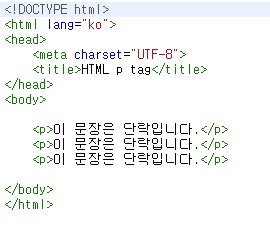 <!DOCTYPE html>
<html lang="ko">
<head>
<meta charset="UTF-8">
<title>HTML p tag</title>
</head>
<body>
<p>이 문장은 단락입니다.</p>
<p>이 문장은 단락입니다.</p>
<p>이 문장은 단락입니다.</p>
</body>
</html>